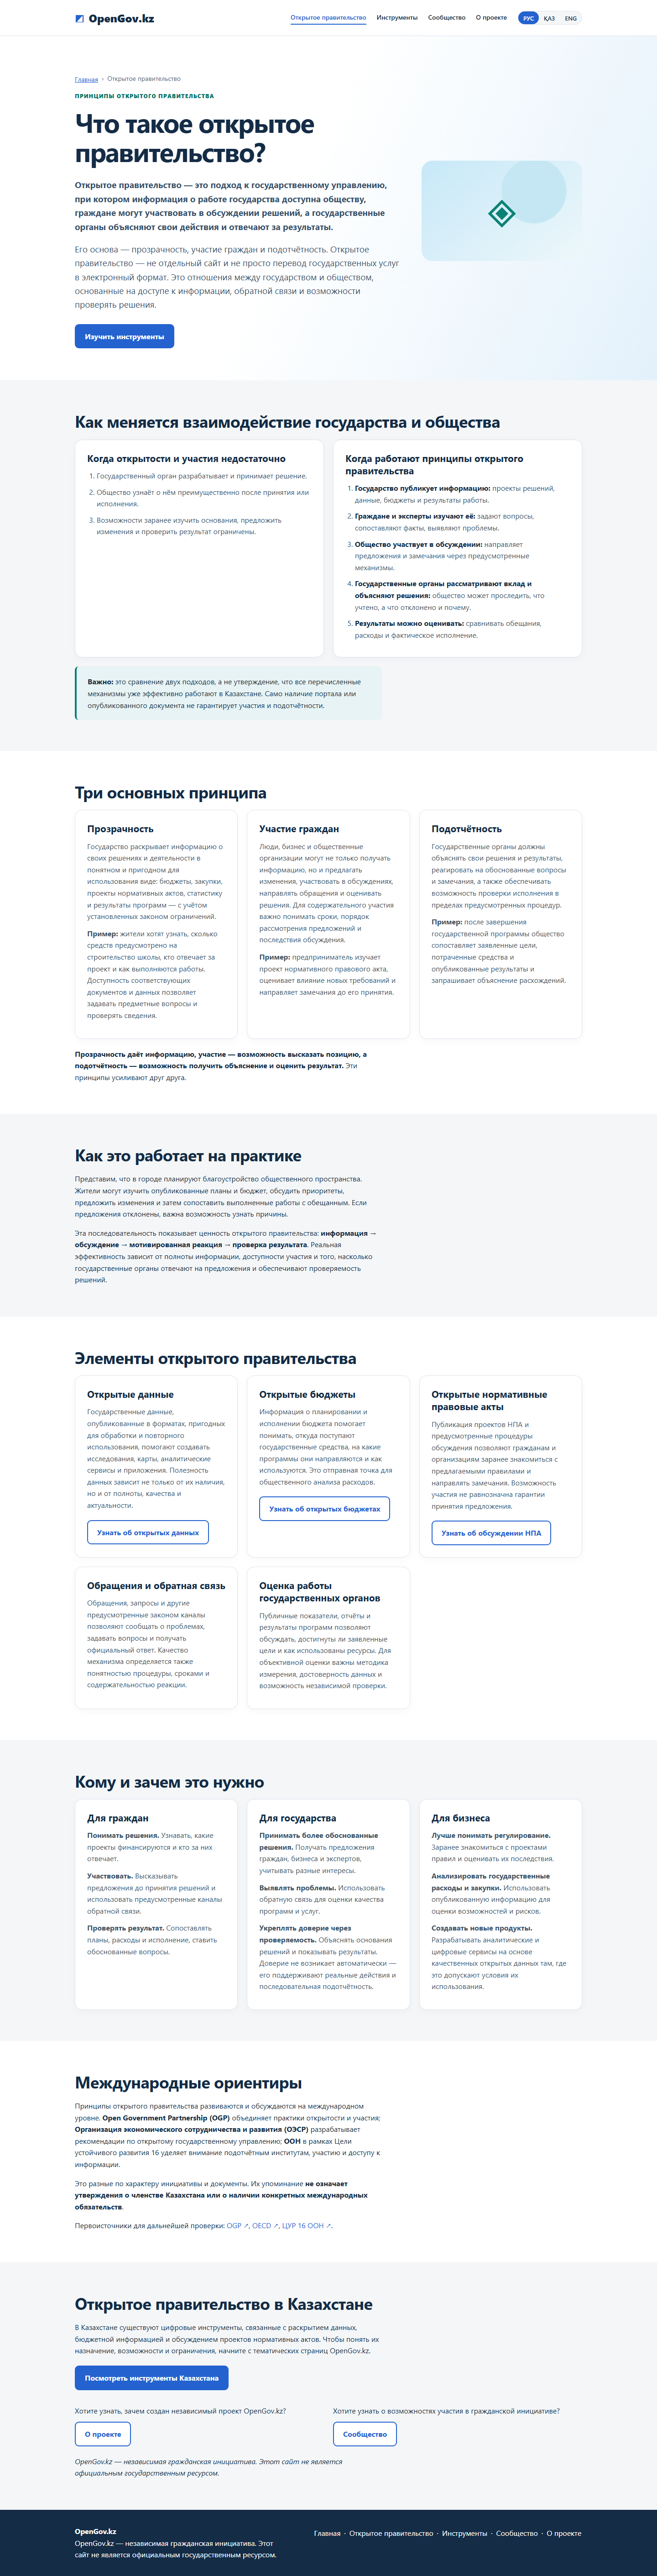 OpenGov.kz
Открытое правительство Инструменты Сообщество О проекте РУС ҚАЗ ENG
Главная › Открытое правительство
ПРИНЦИПЫ ОТКРЫТОГО ПРАВИТЕЛЬСТВА
Что такое открытое
правительство?
Открытое правительство — это подход к государственному управлению,
при котором информация о работе государства доступна обществу,
граждане могут участвовать в обсуждении решений, а государственные
органы объясняют свои действия и отвечают за результаты.
Его основа — прозрачность, участие граждан и подотчётность. Открытое
правительство — не отдельный сайт и не просто перевод государственных услуг
в электронный формат. Это отношения между государством и обществом,
основанные на доступе к информации, обратной связи и возможности
проверять решения.
Изучить инструменты
Как меняется взаимодействие государства и общества
Когда открытости и участия недостаточно
1. Государственный орган разрабатывает и принимает решение.
2. Общество узнаёт о нём преимущественно после принятия или
исполнения.
3. Возможности заранее изучить основания, предложить
изменения и проверить результат ограничены.
Когда работают принципы открытого
правительства
1. Государство публикует информацию: проекты решений,
данные, бюджеты и результаты работы.
2. Граждане и эксперты изучают её: задают вопросы,
сопоставляют факты, выявляют проблемы.
3. Общество участвует в обсуждении: направляет
предложения и замечания через предусмотренные
механизмы.
4. Государственные органы рассматривают вклад и
объясняют решения: общество может проследить, что
учтено, а что отклонено и почему.
5. Результаты можно оценивать: сравнивать обещания,
расходы и фактическое исполнение.
Важно: это сравнение двух подходов, а не утверждение, что все перечисленные
механизмы уже эффективно работают в Казахстане. Само наличие портала или
опубликованного документа не гарантирует участия и подотчётности.
Три основных принципа
Прозрачность
Государство раскрывает информацию о
своих решениях и деятельности в
понятном и пригодном для
использования виде: бюджеты, закупки,
проекты нормативных актов, статистику
и результаты программ — с учётом
установленных законом ограничений.
Пример: жители хотят узнать, сколько
средств предусмотрено на
строительство школы, кто отвечает за
проект и как выполняются работы.
Доступность соответствующих
документов и данных позволяет
задавать предметные вопросы и
проверять сведения.
Участие граждан
Люди, бизнес и общественные
организации могут не только получать
информацию, но и предлагать
изменения, участвовать в обсуждениях,
направлять обращения и оценивать
решения. Для содержательного участия
важно понимать сроки, порядок
рассмотрения предложений и
последствия обсуждения.
Пример: предприниматель изучает
проект нормативного правового акта,
оценивает влияние новых требований и
направляет замечания до его принятия.
Подотчётность
Государственные органы должны
объяснять свои решения и результаты,
реагировать на обоснованные вопросы
и замечания, а также обеспечивать
возможность проверки исполнения в
пределах предусмотренных процедур.
Пример: после завершения
государственной программы общество
сопоставляет заявленные цели,
потраченные средства и
опубликованные результаты и
запрашивает объяснение расхождений.
Прозрачность даёт информацию, участие — возможность высказать позицию, а
подотчётность — возможность получить объяснение и оценить результат. Эти
принципы усиливают друг друга.
Как это работает на практике
Представим, что в городе планируют благоустройство общественного пространства.
Жители могут изучить опубликованные планы и бюджет, обсудить приоритеты,
предложить изменения и затем сопоставить выполненные работы с обещанным. Если
предложения отклонены, важна возможность узнать причины.
Эта последовательность показывает ценность открытого правительства: информация →
обсуждение → мотивированная реакция → проверка результата. Реальная
эффективность зависит от полноты информации, доступности участия и того, насколько
государственные органы отвечают на предложения и обеспечивают проверяемость
решений.
Элементы открытого правительства
Открытые данные
Государственные данные,
опубликованные в форматах, пригодных
для обработки и повторного
использования, помогают создавать
исследования, карты, аналитические
сервисы и приложения. Полезность
данных зависит не только от их наличия,
но и от полноты, качества и
актуальности.
Узнать об открытых данных
Открытые бюджеты
Информация о планировании и
исполнении бюджета помогает
понимать, откуда поступают
государственные средства, на какие
программы они направляются и как
используются. Это отправная точка для
общественного анализа расходов.
Узнать об открытых бюджетах
Открытые нормативные
правовые акты
Публикация проектов НПА и
предусмотренные процедуры
обсуждения позволяют гражданам и
организациям заранее знакомиться с
предлагаемыми правилами и
направлять замечания. Возможность
участия не равнозначна гарантии
принятия предложения.
Узнать об обсуждении НПА
Обращения и обратная связь
Обращения, запросы и другие
предусмотренные законом каналы
позволяют сообщать о проблемах,
задавать вопросы и получать
официальный ответ. Качество
механизма определяется также
понятностью процедуры, сроками и
содержательностью реакции.
Оценка работы
государственных органов
Публичные показатели, отчёты и
результаты программ позволяют
обсуждать, достигнуты ли заявленные
цели и как использованы ресурсы. Для
объективной оценки важны методика
измерения, достоверность данных и
возможность независимой проверки.
Кому и зачем это нужно
Для граждан
Понимать решения. Узнавать, какие
проекты финансируются и кто за них
отвечает.
Участвовать. Высказывать
предложения до принятия решений и
использовать предусмотренные каналы
обратной связи.
Проверять результат. Сопоставлять
планы, расходы и исполнение, ставить
обоснованные вопросы.
Для государства
Принимать более обоснованные
решения. Получать предложения
граждан, бизнеса и экспертов,
учитывать разные интересы.
Выявлять проблемы. Использовать
обратную связь для оценки качества
программ и услуг.
Укреплять доверие через
проверяемость. Объяснять основания
решений и показывать результаты.
Доверие не возникает автоматически —
его поддерживают реальные действия и
последовательная подотчётность.
Для бизнеса
Лучше понимать регулирование.
Заранее знакомиться с проектами
правил и оценивать их последствия.
Анализировать государственные
расходы и закупки. Использовать
опубликованную информацию для
оценки возможностей и рисков.
Создавать новые продукты.
Разрабатывать аналитические и
цифровые сервисы на основе
качественных открытых данных там, где
это допускают условия их
использования.
Международные ориентиры
Принципы открытого правительства развиваются и обсуждаются на международном
уровне. Open Government Partnership (OGP) объединяет практики открытости и участия;
Организация экономического сотрудничества и развития (ОЭСР) разрабатывает
рекомендации по открытому государственному управлению; ООН в рамках Цели
устойчивого развития 16 уделяет внимание подотчётным институтам, участию и доступу к
информации.
Это разные по характеру инициативы и документы. Их упоминание не означает
утверждения о членстве Казахстана или о наличии конкретных международных
обязательств.
Первоисточники для дальнейшей проверки: OGP ↗, OECD ↗, ЦУР 16 ООН ↗.
Открытое правительство в Казахстане
В Казахстане существуют цифровые инструменты, связанные с раскрытием данных,
бюджетной информацией и обсуждением проектов нормативных актов. Чтобы понять их
назначение, возможности и ограничения, начните с тематических страниц OpenGov.kz.
Посмотреть инструменты Казахстана
Хотите узнать, зачем создан независимый проект OpenGov.kz?
О проекте
Хотите узнать о возможностях участия в гражданской инициативе?
Сообщество
OpenGov.kz — независимая гражданская инициатива. Этот сайт не является
официальным государственным ресурсом.
OpenGov.kz
OpenGov.kz — независимая гражданская инициатива. Этот
сайт не является официальным государственным ресурсом.
Главная · Открытое правительство · Инструменты · Сообщество · О проекте